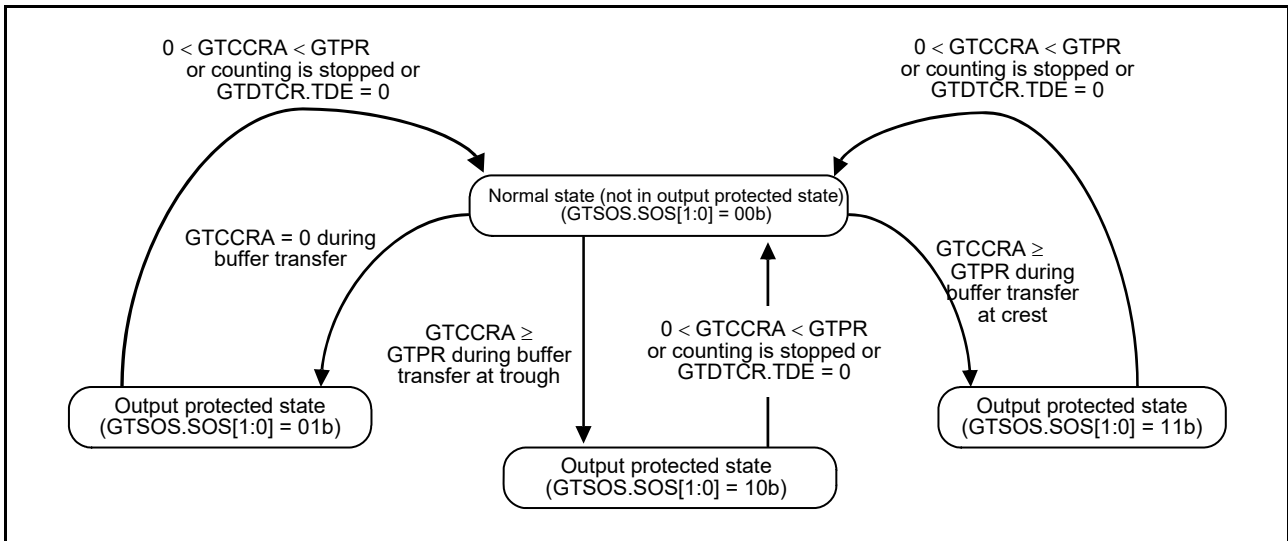 0 < GTCCRA < GTPR
or counting is stopped or
GTDTCR.TDE = 0
0 < GTCCRA < GTPR
or counting is stopped or
GTDTCR.TDE = 0
Normal state (not in output protected state)
(GTSOS.SOS[1:0] = 00b)
GTCCRA = 0 during
buffer transfer
GTCCRA ≥
GTPR during buffer
transfer at trough
0 < GTCCRA < GTPR
or counting is stopped or
GTDTCR.TDE = 0
GTCCRA ≥
GTPR during
buffer transfer
at crest
Output protected state
(GTSOS.SOS[1:0] = 01b)
Output protected state
(GTSOS.SOS[1:0] = 10b)
Output protected state
(GTSOS.SOS[1:0] = 11b)